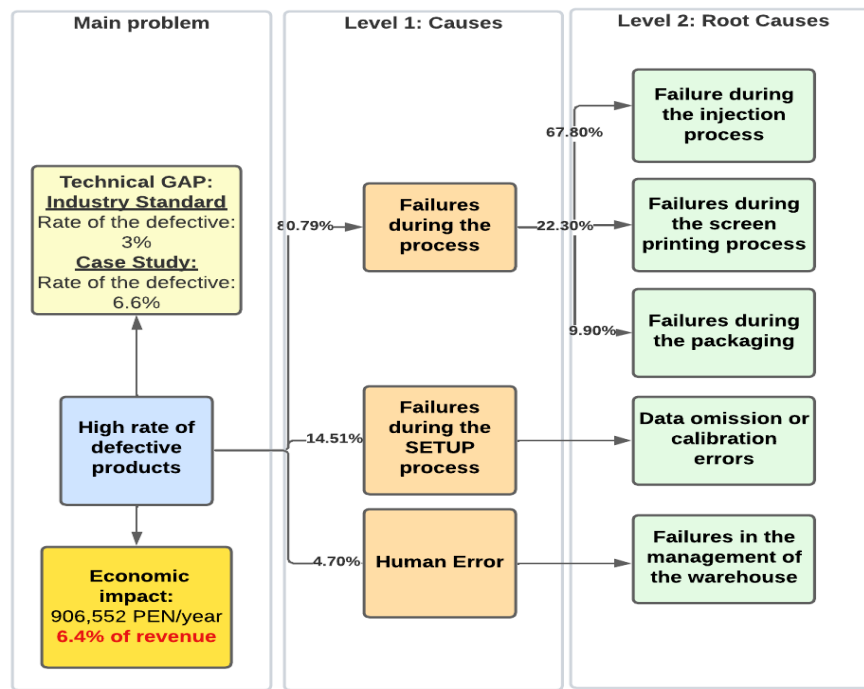 Main problem
Level 1: Causes
Level 2: Root Causes
Technical GAP:
Industry Standard
Rate of the defective:
3%
Case Study:
Rate of the defective:
6.6%
High rate of
defective
products
Economic
impact:
906,552 PEN/year
6.4% of revenue
80.79%
Failures
during the
process
14.51%
Failures
during the
SETUP
process
4.70%
Human Error
67.80%
Failure during
the injection
process
22.30%
Failures during
the screen
printing process
9.90%
Failures during
the packaging
Data omission or
calibration
errors
Failures in the
management of
the warehouse